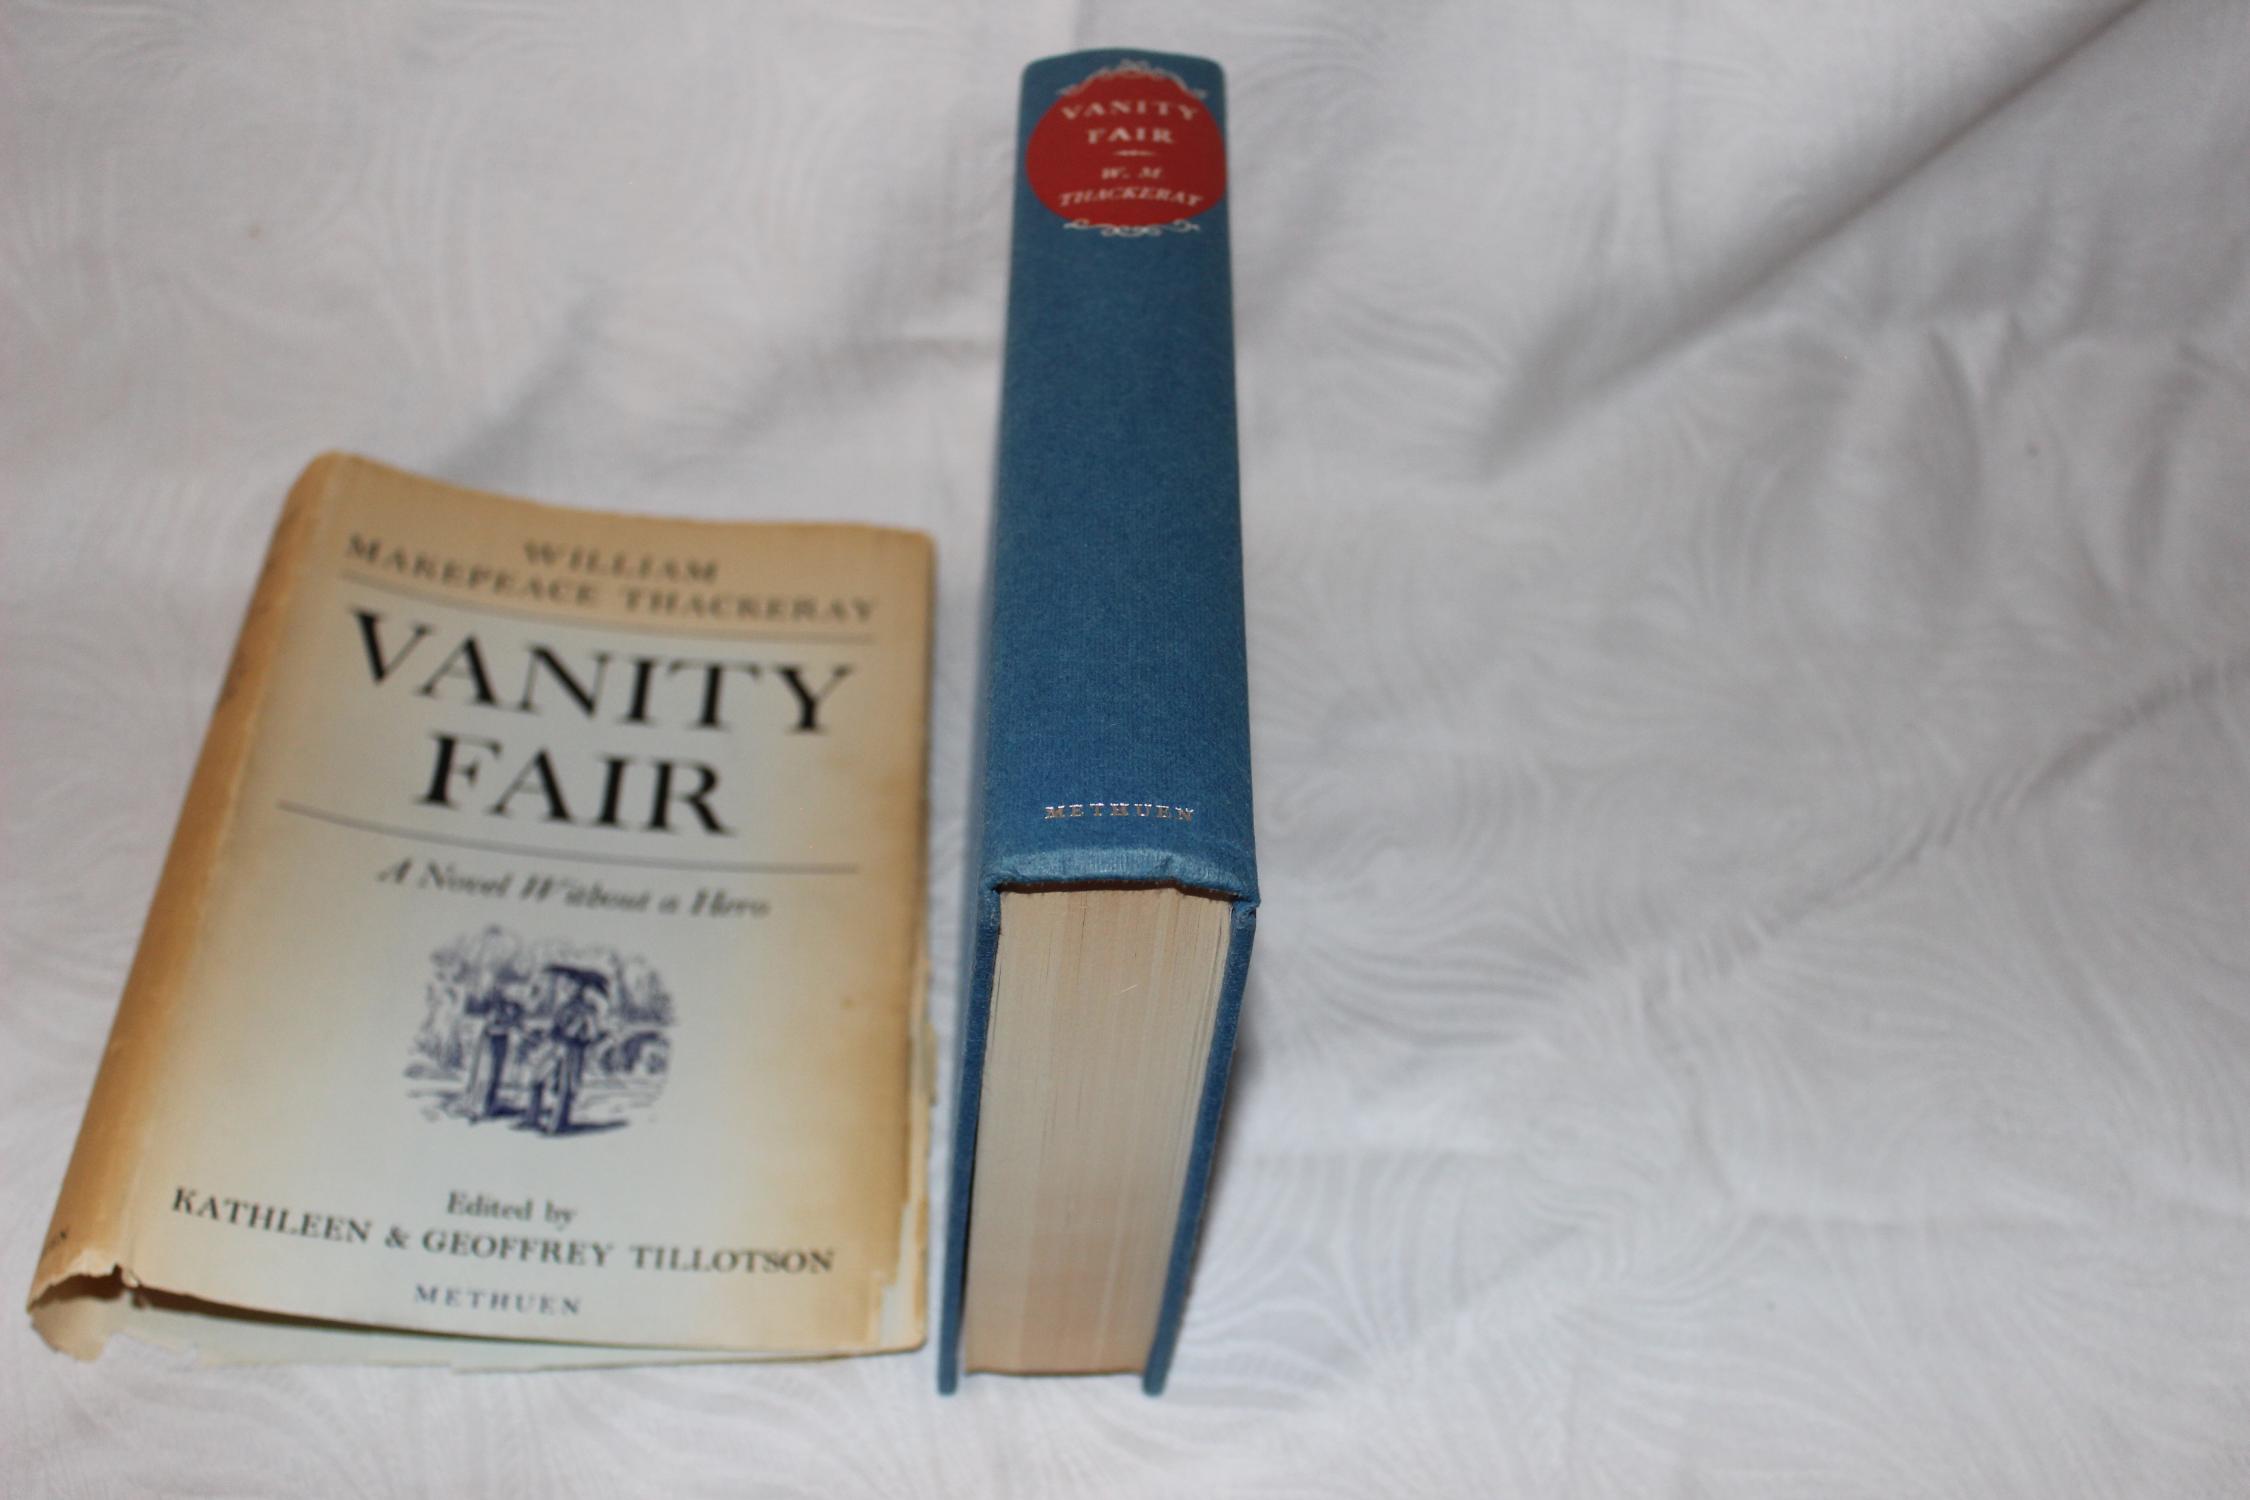 WILLIAM
MAKEPEACE THACKERAY
VANITY
FAIR
A Novel Without a Hero
Edited by
KATHLEEN & GEOFFREY TILLOTSON
METHUEN
VANITY
FAIR
W. M.
THACKERAY
METHUEN